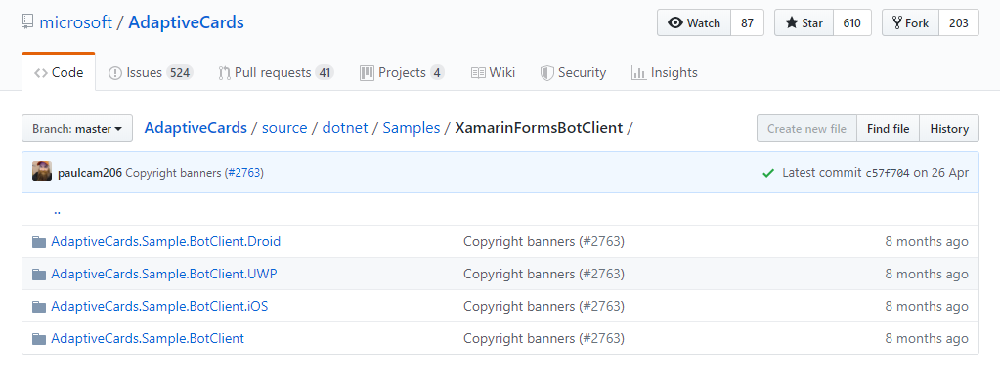 microsoft / AdaptiveCards Watch 87 Star 610 Fork 203
Code Issues 524 Pull requests 41 Projects 4 Wiki Security Insights
Branch: master AdaptiveCards / source / dotnet / Samples / XamarinFormsBotClient / Create new file Find file History
paulcam206 Copyright banners (#2763) Latest commit c57f704 on 26 Apr
..
AdaptiveCards.Sample.BotClient.Droid Copyright banners (#2763) 8 months ago
AdaptiveCards.Sample.BotClient.UWP Copyright banners (#2763) 8 months ago
AdaptiveCards.Sample.BotClient.iOS Copyright banners (#2763) 8 months ago
AdaptiveCards.Sample.BotClient Copyright banners (#2763) 8 months ago